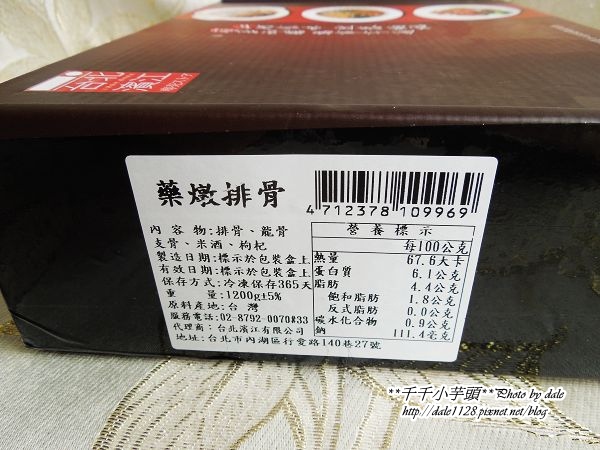 台北
濱江
藥燉排骨
4 712378 109969
內 容 物:排骨、龍骨
支骨、米酒、枸杞
製造日期:標示於包裝盒上
有效日期:標示於包裝盒上
保存方式:冷凍保存365天
重　　量:1200g±5%
原料產地:台 灣
服務電話:02-8792-0070#33
代理商:台北濱江有限公司
地址:台北市內湖區行愛路140巷27號
營 養 標 示
每100公克
熱量 67.6大卡
蛋白質 6.1公克
脂肪 4.4公克
飽和脂肪 1.8公克
反式脂肪 0.0公克
碳水化合物 0.9公克
鈉 111.4毫克
**千千小芋頭**Photo by dale
http://dale1128.pixnet.net/blog